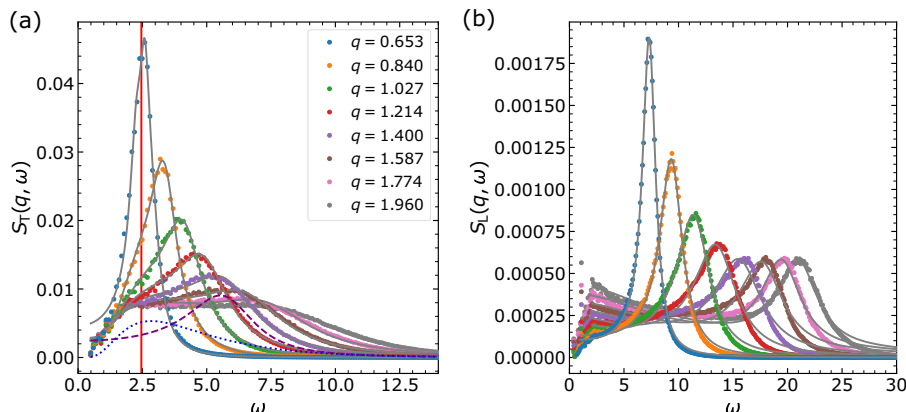 (a)
S_T(q, ω)
0.04
0.03
0.02
0.01
0.00
0.0
2.5
5.0
7.5
10.0
12.5
ω
q = 0.653
q = 0.840
q = 1.027
q = 1.214
q = 1.400
q = 1.587
q = 1.774
q = 1.960
(b)
S_L(q, ω)
0.00175
0.00150
0.00125
0.00100
0.00075
0.00050
0.00025
0.00000
0
5
10
15
20
25
30
ω